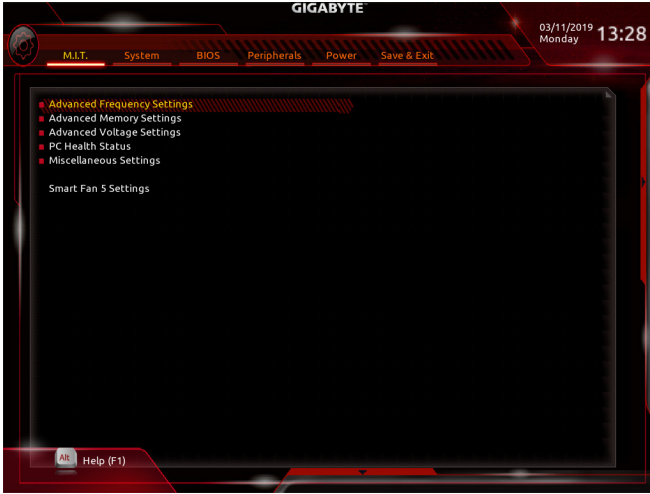 GIGABYTE™
03/11/2019 13:28
Monday
M.I.T. System BIOS Peripherals Power Save & Exit
Advanced Frequency Settings
Advanced Memory Settings
Advanced Voltage Settings
PC Health Status
Miscellaneous Settings
Smart Fan 5 Settings
Alt Help (F1)